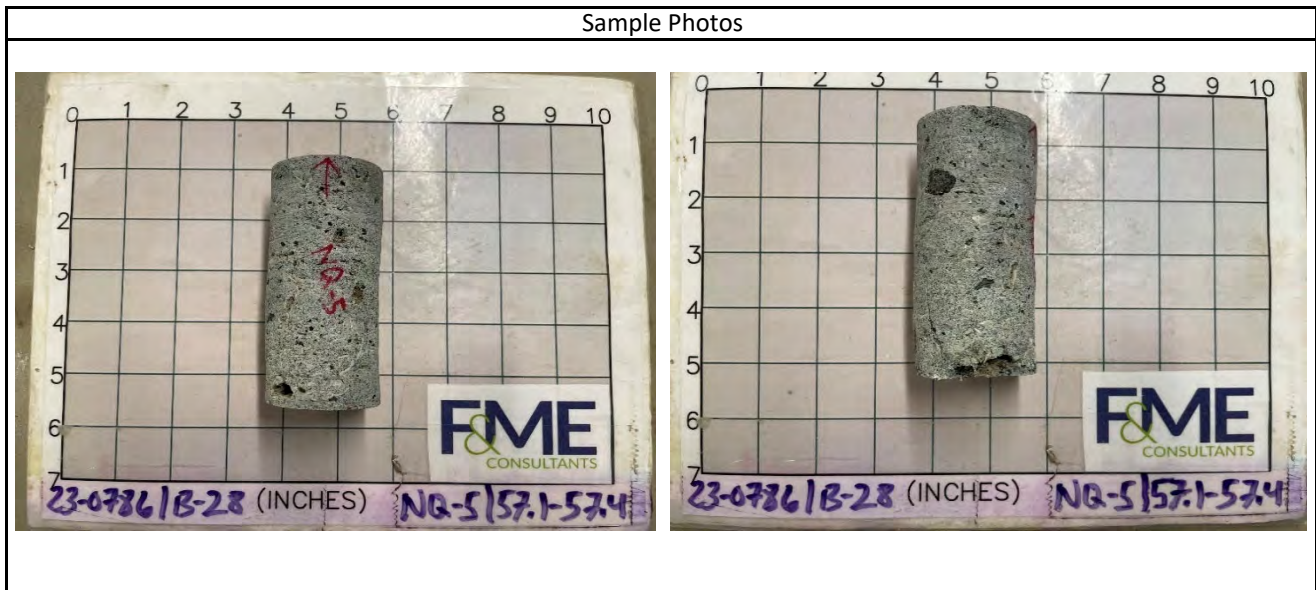 Sample Photos
0 1 2 3 4 5 6 7 8 9 10
1
2
3
4
5
6
7
NQ-5
F&ME
CONSULTANTS
23-0786 / B-28 (INCHES) NQ-5 | 57.1-57.4
0 1 2 3 4 5 6 7 8 9 10
1
2
3
4
5
6
7
F&ME
CONSULTANTS
23-0786 / B-28 (INCHES) NQ-5 | 57.1-57.4